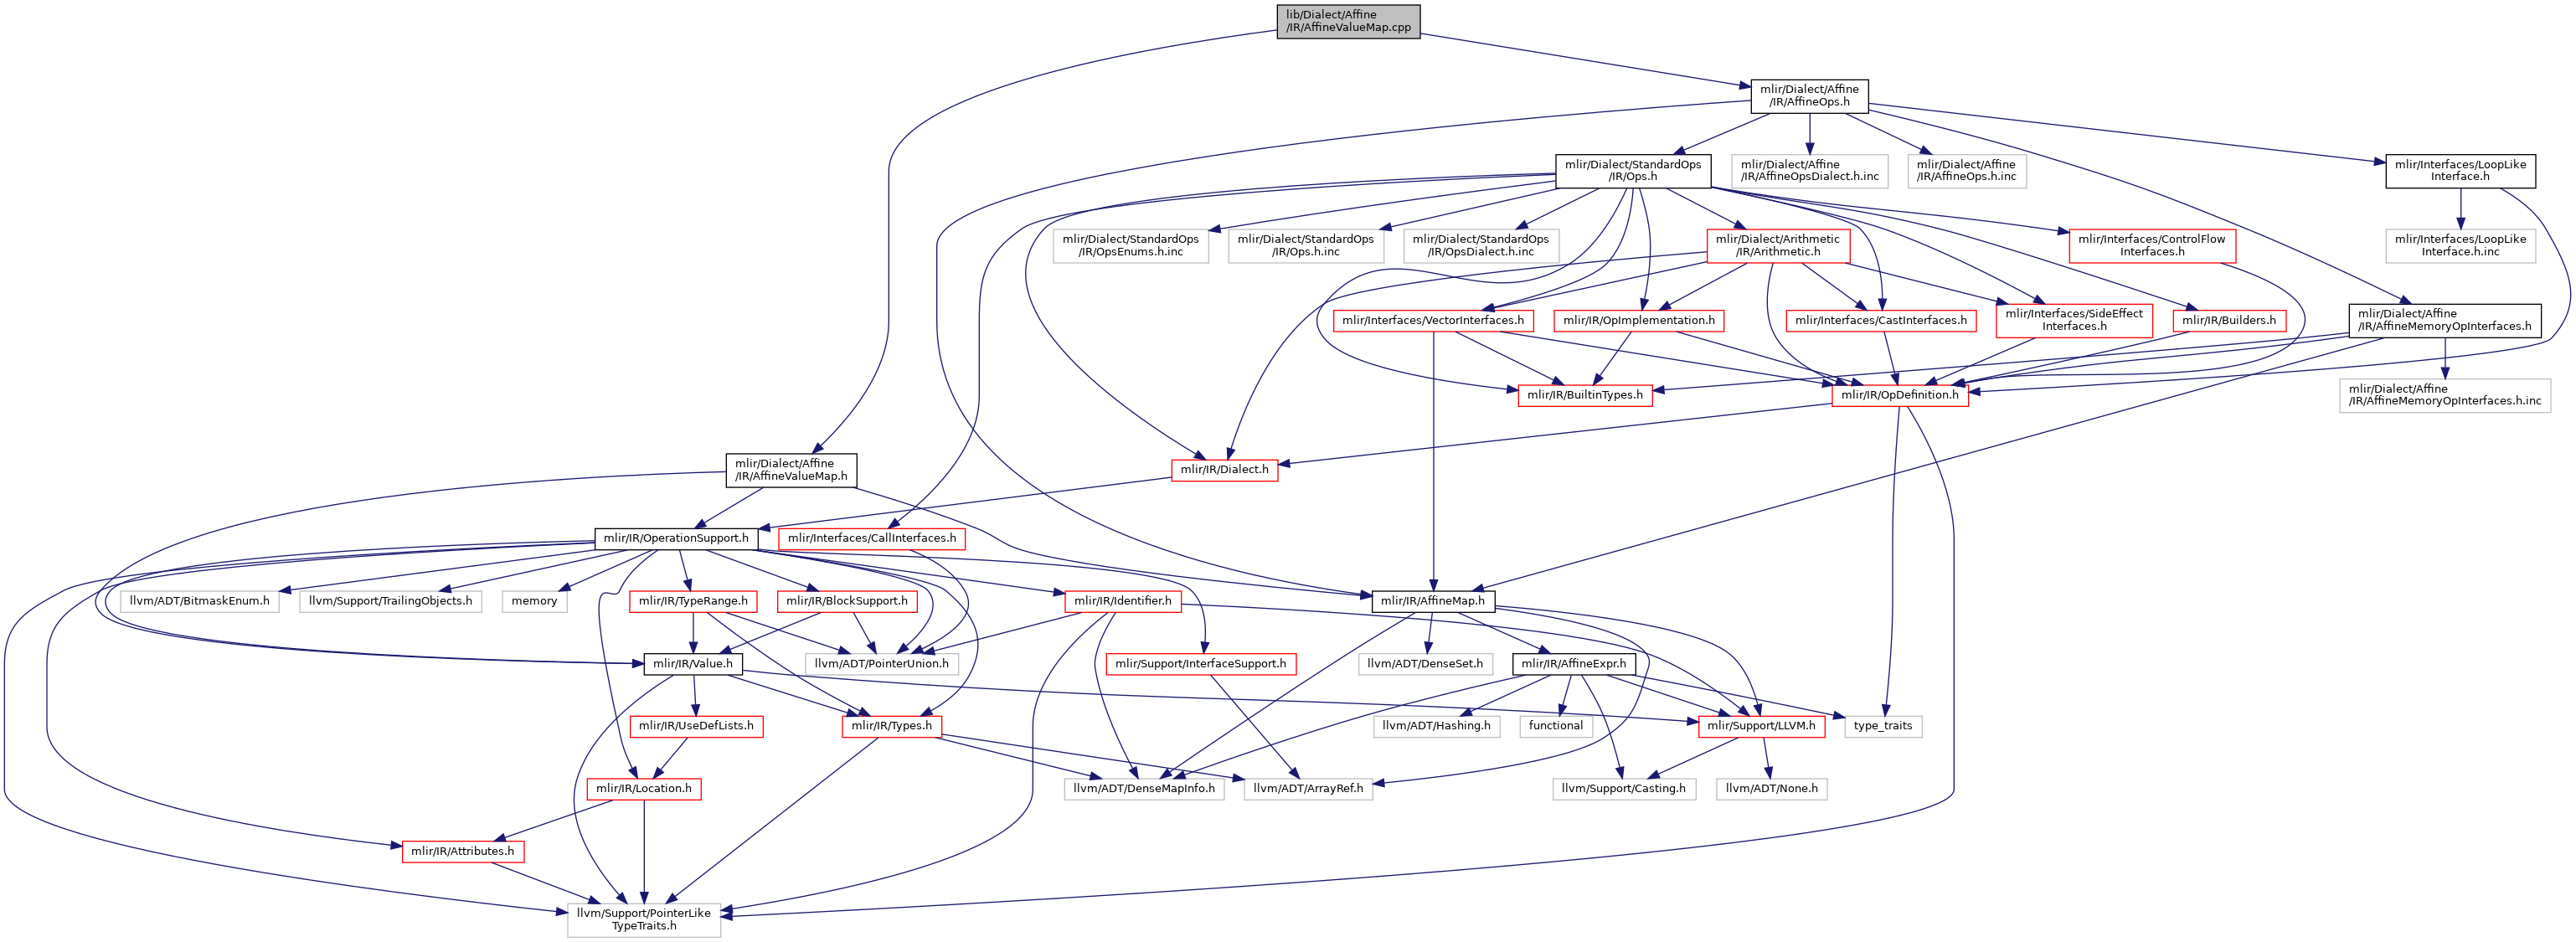 lib/Dialect/Affine
/IR/AffineValueMap.cpp
mlir/Dialect/Affine
/IR/AffineOps.h
mlir/Dialect/StandardOps
/IR/Ops.h
mlir/Dialect/Affine
/IR/AffineOpsDialect.h.inc
mlir/Dialect/Affine
/IR/AffineOps.h.inc
mlir/Interfaces/LoopLike
Interface.h
mlir/Dialect/StandardOps
/IR/OpsEnums.h.inc
mlir/Dialect/StandardOps
/IR/Ops.h.inc
mlir/Dialect/StandardOps
/IR/OpsDialect.h.inc
mlir/Dialect/Arithmetic
/IR/Arithmetic.h
mlir/Interfaces/ControlFlow
Interfaces.h
mlir/Interfaces/LoopLike
Interface.h.inc
mlir/Interfaces/VectorInterfaces.h
mlir/IR/OpImplementation.h
mlir/Interfaces/CastInterfaces.h
mlir/Interfaces/SideEffect
Interfaces.h
mlir/IR/Builders.h
mlir/Dialect/Affine
/IR/AffineMemoryOpInterfaces.h
mlir/IR/BuiltinTypes.h
mlir/IR/OpDefinition.h
mlir/Dialect/Affine
/IR/AffineMemoryOpInterfaces.h.inc
mlir/Dialect/Affine
/IR/AffineValueMap.h
mlir/IR/Dialect.h
mlir/IR/OperationSupport.h
mlir/Interfaces/CallInterfaces.h
llvm/ADT/BitmaskEnum.h
llvm/Support/TrailingObjects.h
memory
mlir/IR/TypeRange.h
mlir/IR/BlockSupport.h
mlir/IR/Identifier.h
mlir/IR/AffineMap.h
mlir/IR/Value.h
llvm/ADT/PointerUnion.h
mlir/Support/InterfaceSupport.h
llvm/ADT/DenseSet.h
mlir/IR/AffineExpr.h
mlir/IR/UseDefLists.h
mlir/IR/Types.h
llvm/ADT/Hashing.h
functional
mlir/Support/LLVM.h
type_traits
mlir/IR/Location.h
llvm/ADT/DenseMapInfo.h
llvm/ADT/ArrayRef.h
llvm/Support/Casting.h
llvm/ADT/None.h
mlir/IR/Attributes.h
llvm/Support/PointerLike
TypeTraits.h